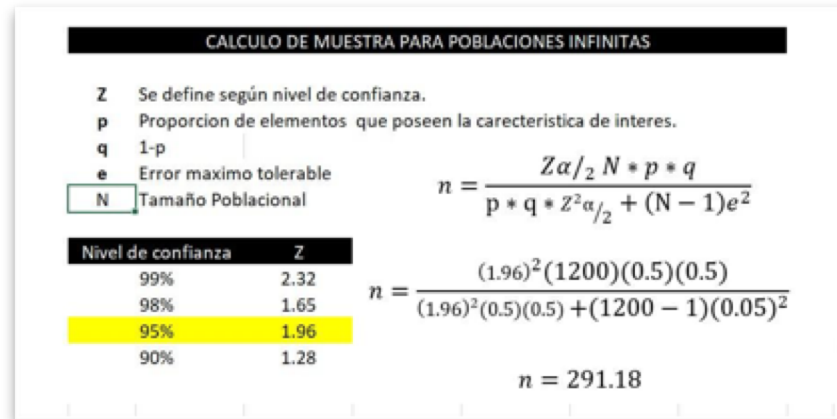 CALCULO DE MUESTRA PARA POBLACIONES INFINITAS
Z Se define según nivel de confianza.
p Proporcion de elementos que poseen la carecteristica de interes.
q 1-p
e Error maximo tolerable
N Tamaño Poblacional
n = Zα/2 N * p * q / p * q * Z²α/2 + (N − 1)e²
Nivel de confianza Z
99% 2.32
98% 1.65
95% 1.96
90% 1.28
n = (1.96)²(1200)(0.5)(0.5) / (1.96)²(0.5)(0.5) +(1200 − 1)(0.05)²
n = 291.18